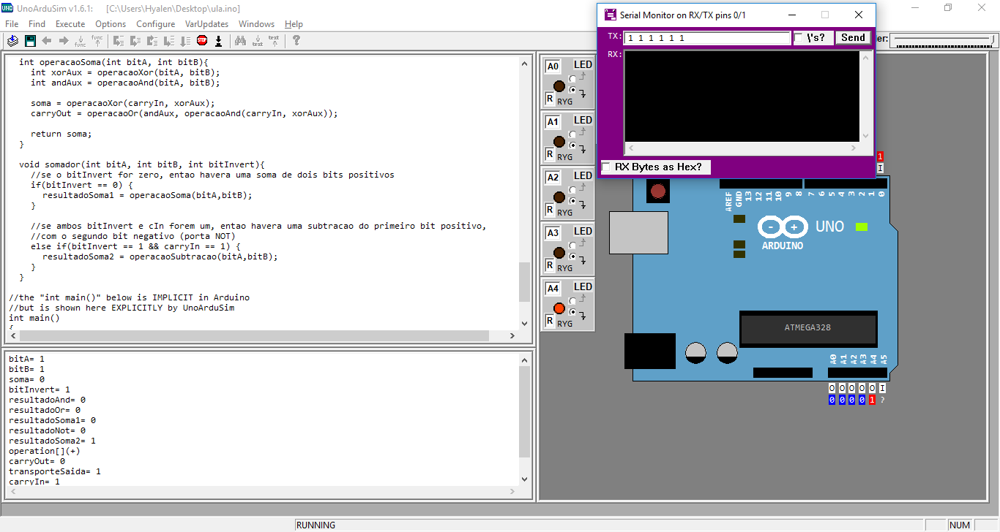 UNO UnoArduSim v1.6.1: [C:\Users\Hyalen\Desktop\ula.ino]
File Find Execute Options Configure VarUpdates Windows Help
func func STOP func text text ?
int operacaoSoma(int bitA, int bitB){
int xorAux = operacaoXor(bitA, bitB);
int andAux = operacaoAnd(bitA, bitB);
soma = operacaoXor(carryIn, xorAux);
carryOut = operacaoOr(andAux, operacaoAnd(carryIn, xorAux));
return soma;
}
void somador(int bitA, int bitB, int bitInvert){
//se o bitInvert for zero, entao havera uma soma de dois bits positivos
if(bitInvert == 0) {
resultadoSoma1 = operacaoSoma(bitA,bitB);
}
//se ambos bitInvert e cIn forem um, entao havera uma subtracao do primeiro bit positivo,
//com o segundo bit negativo (porta NOT)
else if(bitInvert == 1 && carryIn == 1) {
resultadoSoma2 = operacaoSubtracao(bitA,bitB);
}
}
//the "int main()" below is IMPLICIT in Arduino
//but is shown here EXPLICITLY by UnoArduSim
int main()
{
bitA= 1
bitB= 1
soma= 0
bitInvert= 1
resultadoAnd= 0
resultadoOr= 0
resultadoSoma1= 0
resultadoNot= 0
resultadoSoma2= 1
operation[](+)
carryOut= 0
transporteSaida= 1
carryIn= 1
A0 LED
R RYG
A1 LED
R RYG
A2 LED
R RYG
A3 LED
R RYG
A4 LED
R RYG
Serial Monitor on RX/TX pins 0/1
TX: 1 1 1 1 1 1 \'s? Send
RX:
RX Bytes as Hex?
er:
1
I
AREF GND 13 12 11 10 9 8 7 6 5 4 3 2 1 0
UNO
ARDUINO
ATMEGA328
A0 A1 A2 A3 A4 A5
O O O O O I
0 0 0 0 1 ?
RUNNING NUM